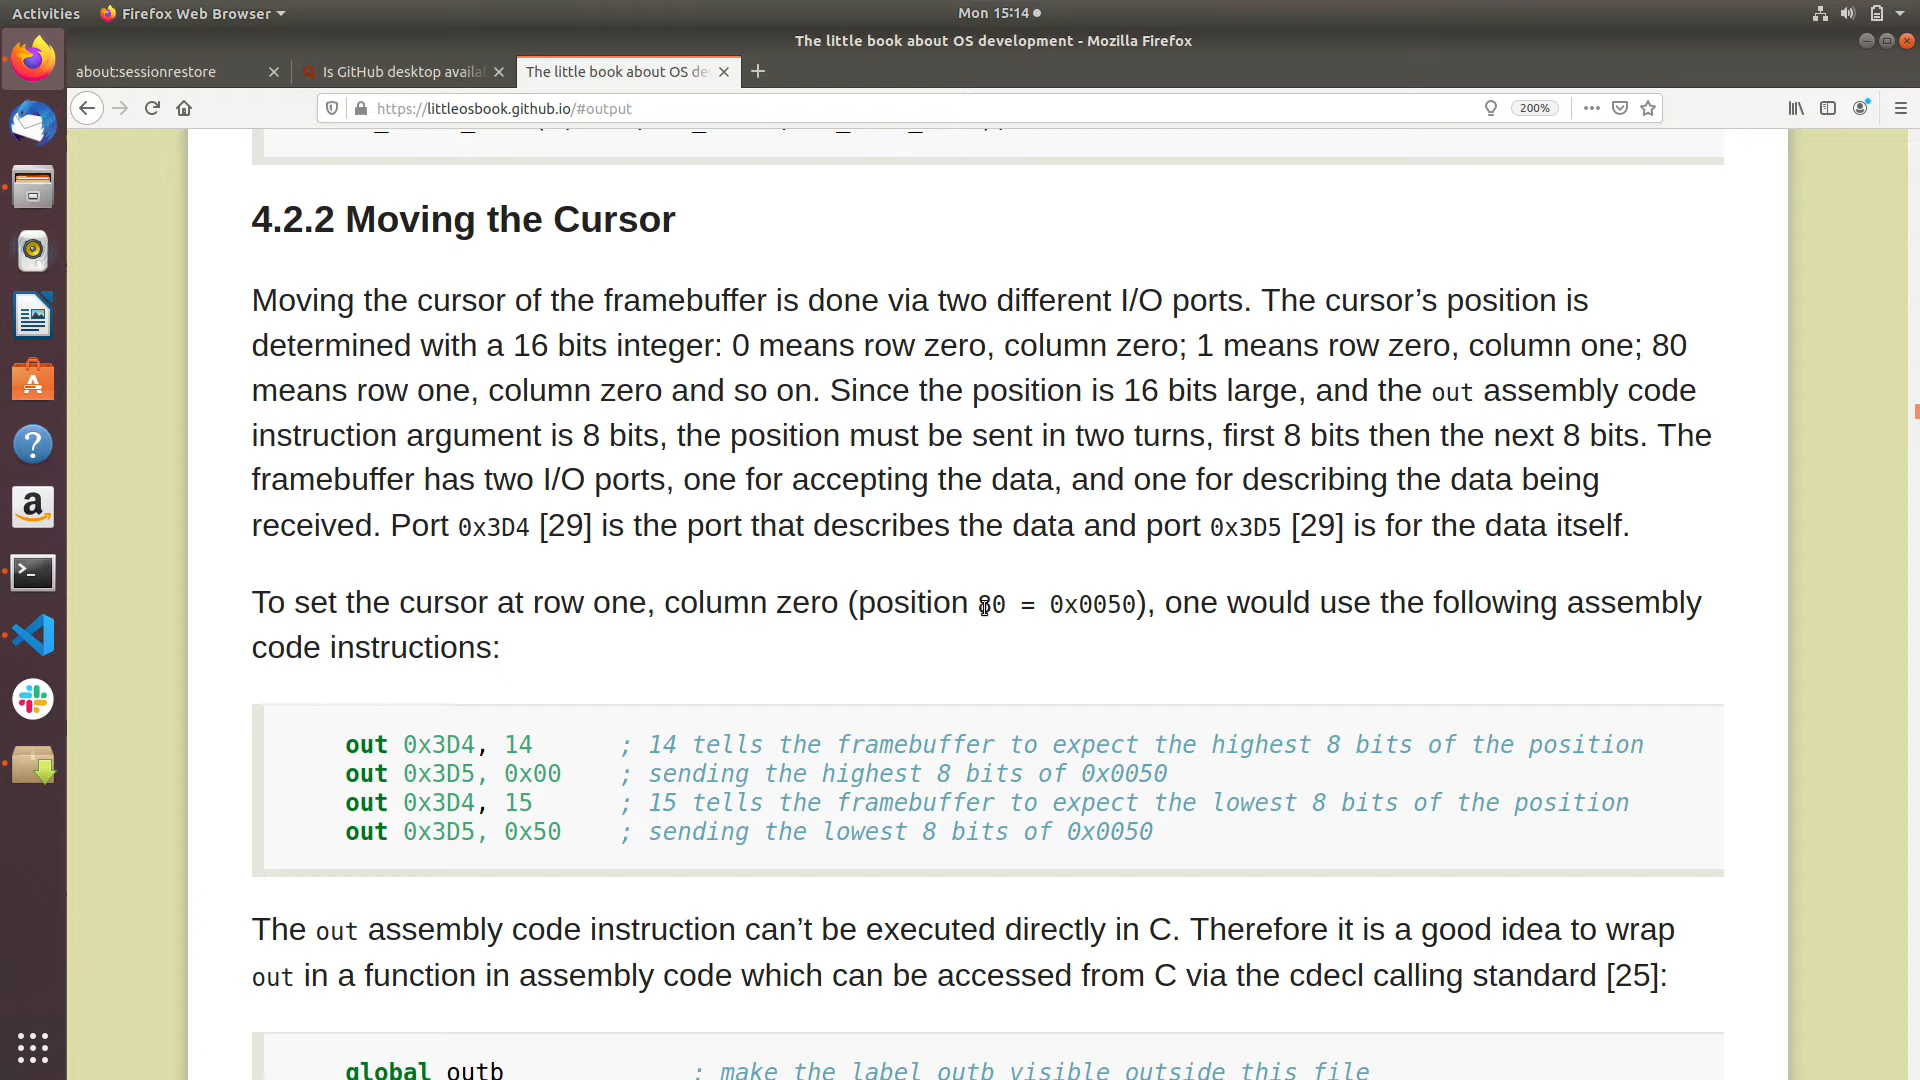 Activities Firefox Web Browser Mon 15:14
The little book about OS development - Mozilla Firefox
about:sessionrestore Is GitHub desktop availa The little book about OS de
https://littleosbook.github.io/#output 200%
4.2.2 Moving the Cursor
Moving the cursor of the framebuffer is done via two different I/O ports. The cursor’s position is
determined with a 16 bits integer: 0 means row zero, column zero; 1 means row zero, column one; 80
means row one, column zero and so on. Since the position is 16 bits large, and the out assembly code
instruction argument is 8 bits, the position must be sent in two turns, first 8 bits then the next 8 bits. The
framebuffer has two I/O ports, one for accepting the data, and one for describing the data being
received. Port 0x3D4 [29] is the port that describes the data and port 0x3D5 [29] is for the data itself.
To set the cursor at row one, column zero (position 80 = 0x0050), one would use the following assembly
code instructions:
out 0x3D4, 14 ; 14 tells the framebuffer to expect the highest 8 bits of the position
out 0x3D5, 0x00 ; sending the highest 8 bits of 0x0050
out 0x3D4, 15 ; 15 tells the framebuffer to expect the lowest 8 bits of the position
out 0x3D5, 0x50 ; sending the lowest 8 bits of 0x0050
The out assembly code instruction can’t be executed directly in C. Therefore it is a good idea to wrap
out in a function in assembly code which can be accessed from C via the cdecl calling standard [25]:
global outb ; make the label outb visible outside this file